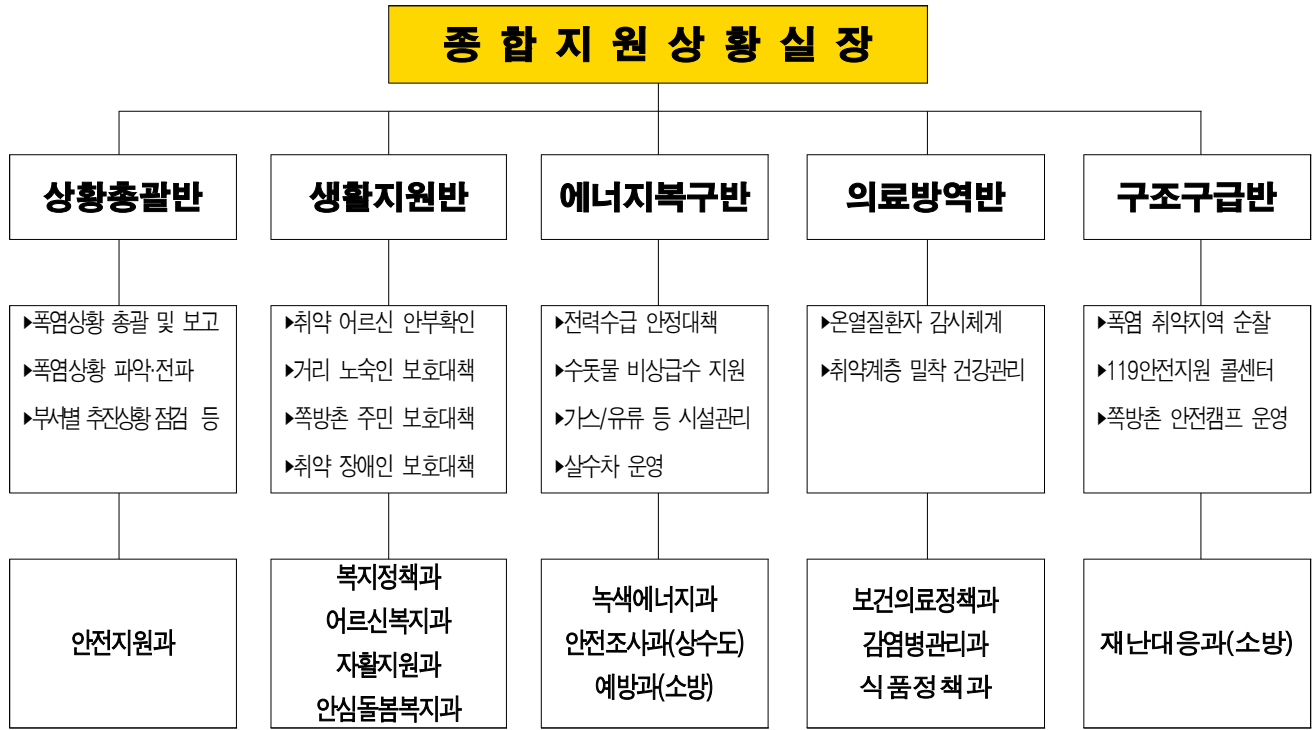 종합지원상황실장
상황총괄반
생활지원반
에너지복구반
의료방역반
구조구급반
▶폭염상황 총괄 및 보고
▶폭염상황 파악·전파
▶부서별 추진상황 점검 등
▶취약 어르신 안부확인
▶거리 노숙인 보호대책
▶쪽방촌 주민 보호대책
▶취약 장애인 보호대책
▶전력수급 안정대책
▶수돗물 비상급수 지원
▶가스/유류 등 시설관리
▶살수차 운영
▶온열질환자 감시체계
▶취약계층 밀착 건강관리
▶폭염 취약지역 순찰
▶119안전지원 콜센터
▶쪽방촌 안전캠프 운영
안전지원과
복지정책과
어르신복지과
자활지원과
안심돌봄복지과
녹색에너지과
안전조사과(상수도)
예방과(소방)
보건의료정책과
감염병관리과
식품정책과
재난대응과(소방)